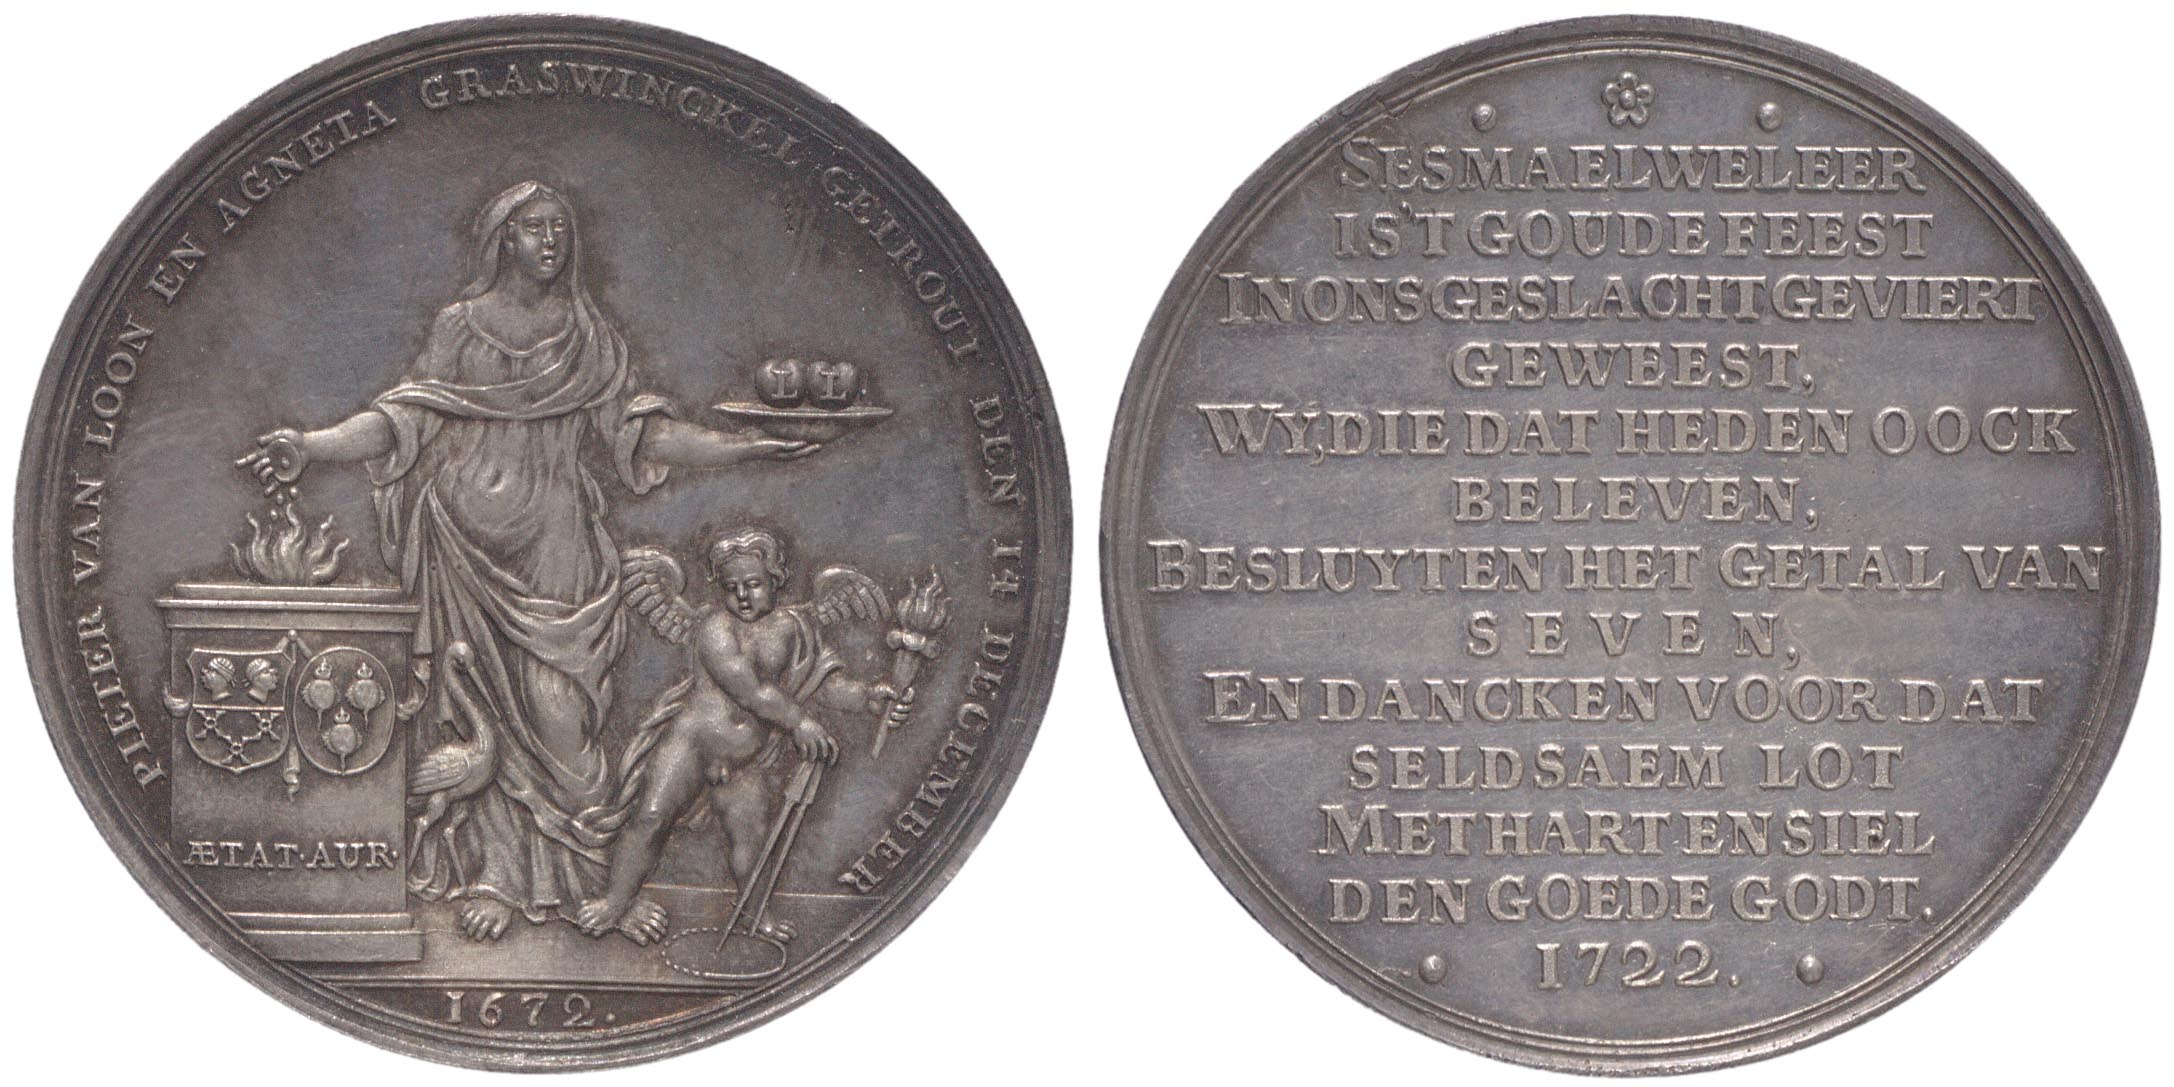 PIETER VAN LOON EN AGNETA GRASWINCKEL GETROUT DEN 14 DECEMBER
L L.
ÆTAT·AUR·
1672.
SESMAELWELEER
IS'T GOUDE FEEST
IN ONS GESLACHT GEVIERT
GEWEEST,
WY, DIE DAT HEDEN OOCK
BELEVEN,
BESLUYTEN HET GETAL VAN
SEVEN,
EN DANCKEN VOOR DAT
SELDSAEM LOT
MET HART EN SIEL
DEN GOEDE GODT.
1722.